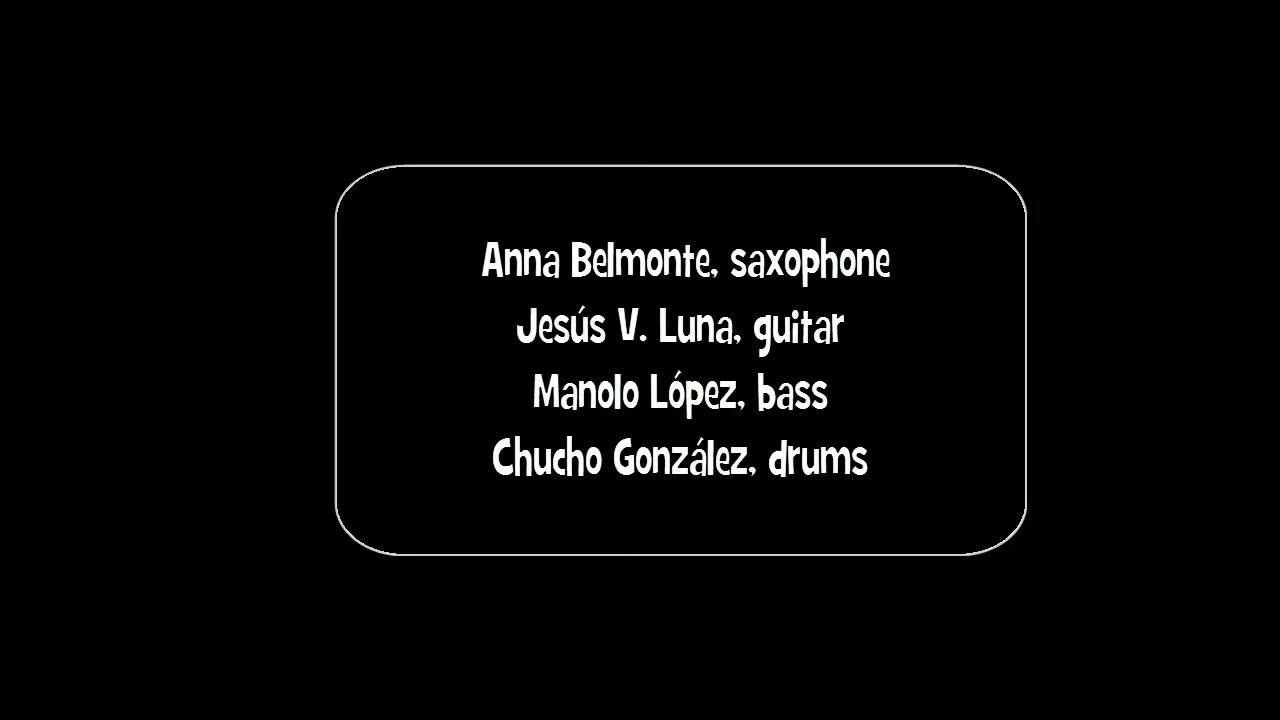 Anna Belmonte, saxophone
Jesús V. Luna, guitar
Manolo López, bass
Chucho González, drums